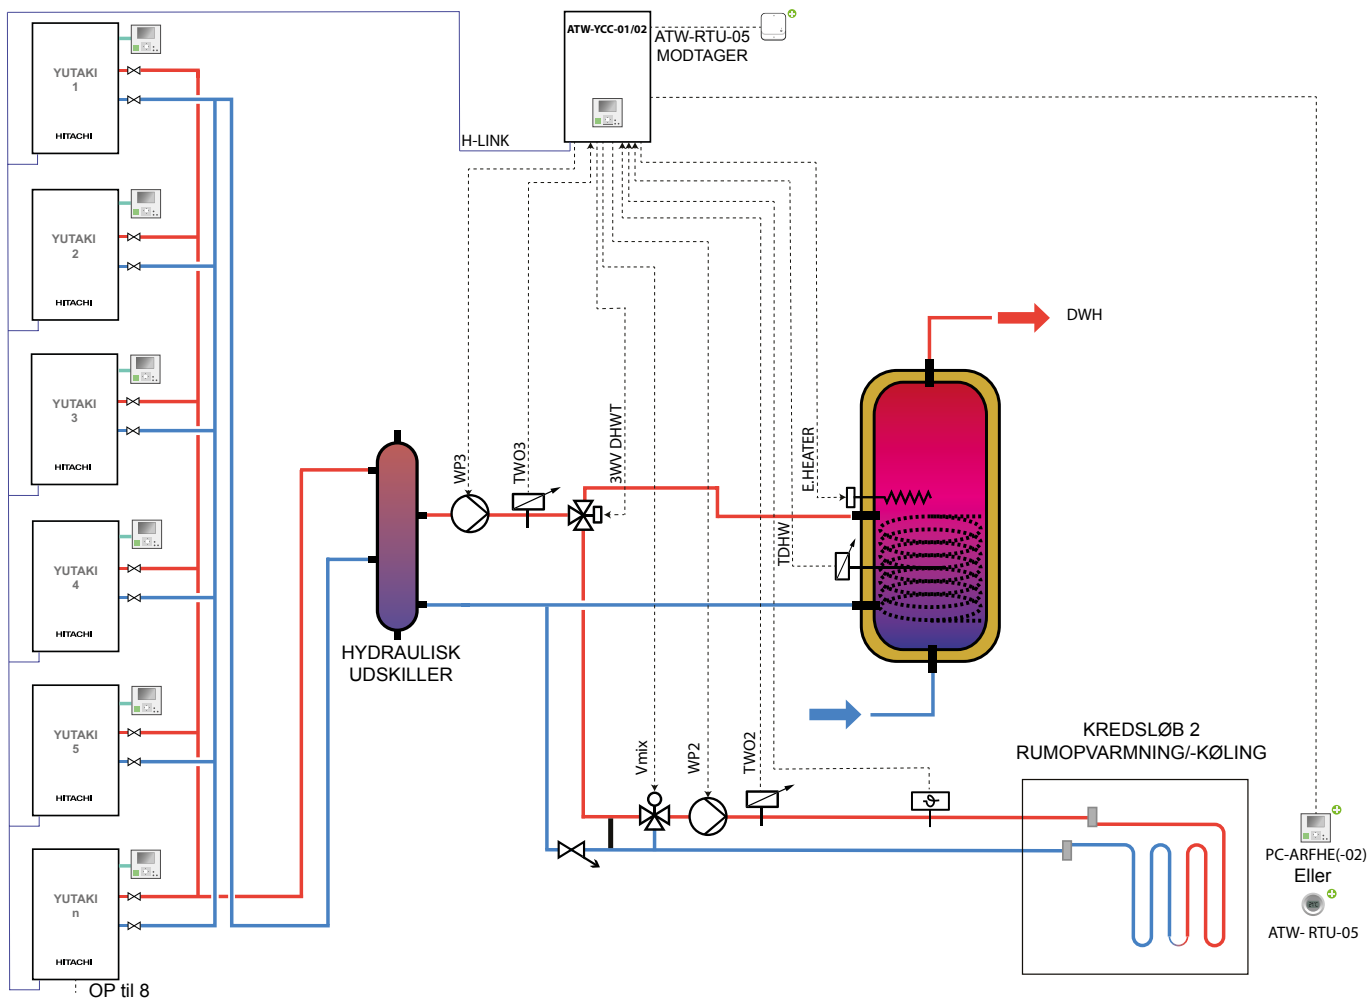 YUTAKI
1
HITACHI
YUTAKI
2
HITACHI
YUTAKI
3
HITACHI
YUTAKI
4
HITACHI
YUTAKI
5
HITACHI
YUTAKI
n
HITACHI
OP til 8
H-LINK
ATW-YCC-01/02
ATW-RTU-05
MODTAGER
WP3
TWO3
3WV DHWT
E.HEATER
TDHW
DWH
HYDRAULISK
UDSKILLER
Vmix
WP2
TWO2
KREDSLØB 2
RUMOPVARMNING/-KØLING
PC-ARFHE(-02)
Eller
ATW- RTU-05